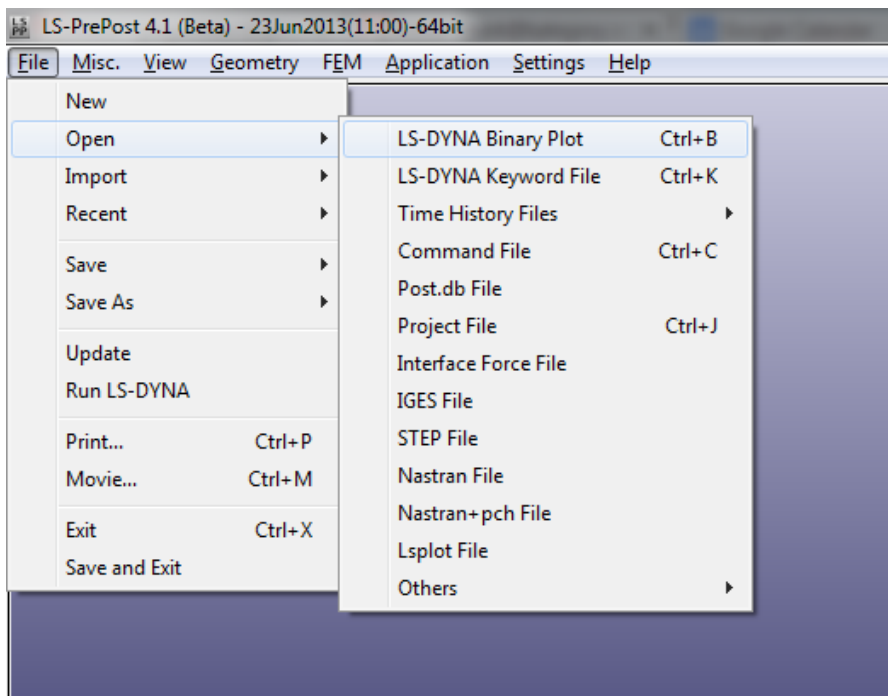 LS-PrePost 4.1 (Beta) - 23Jun2013(11:00)-64bit
File Misc. View Geometry FEM Application Settings Help
New
Open
Import
Recent
Save
Save As
Update
Run LS-DYNA
Print... Ctrl+P
Movie... Ctrl+M
Exit Ctrl+X
Save and Exit
LS-DYNA Binary Plot Ctrl+B
LS-DYNA Keyword File Ctrl+K
Time History Files
Command File Ctrl+C
Post.db File
Project File Ctrl+J
Interface Force File
IGES File
STEP File
Nastran File
Nastran+pch File
Lsplot File
Others